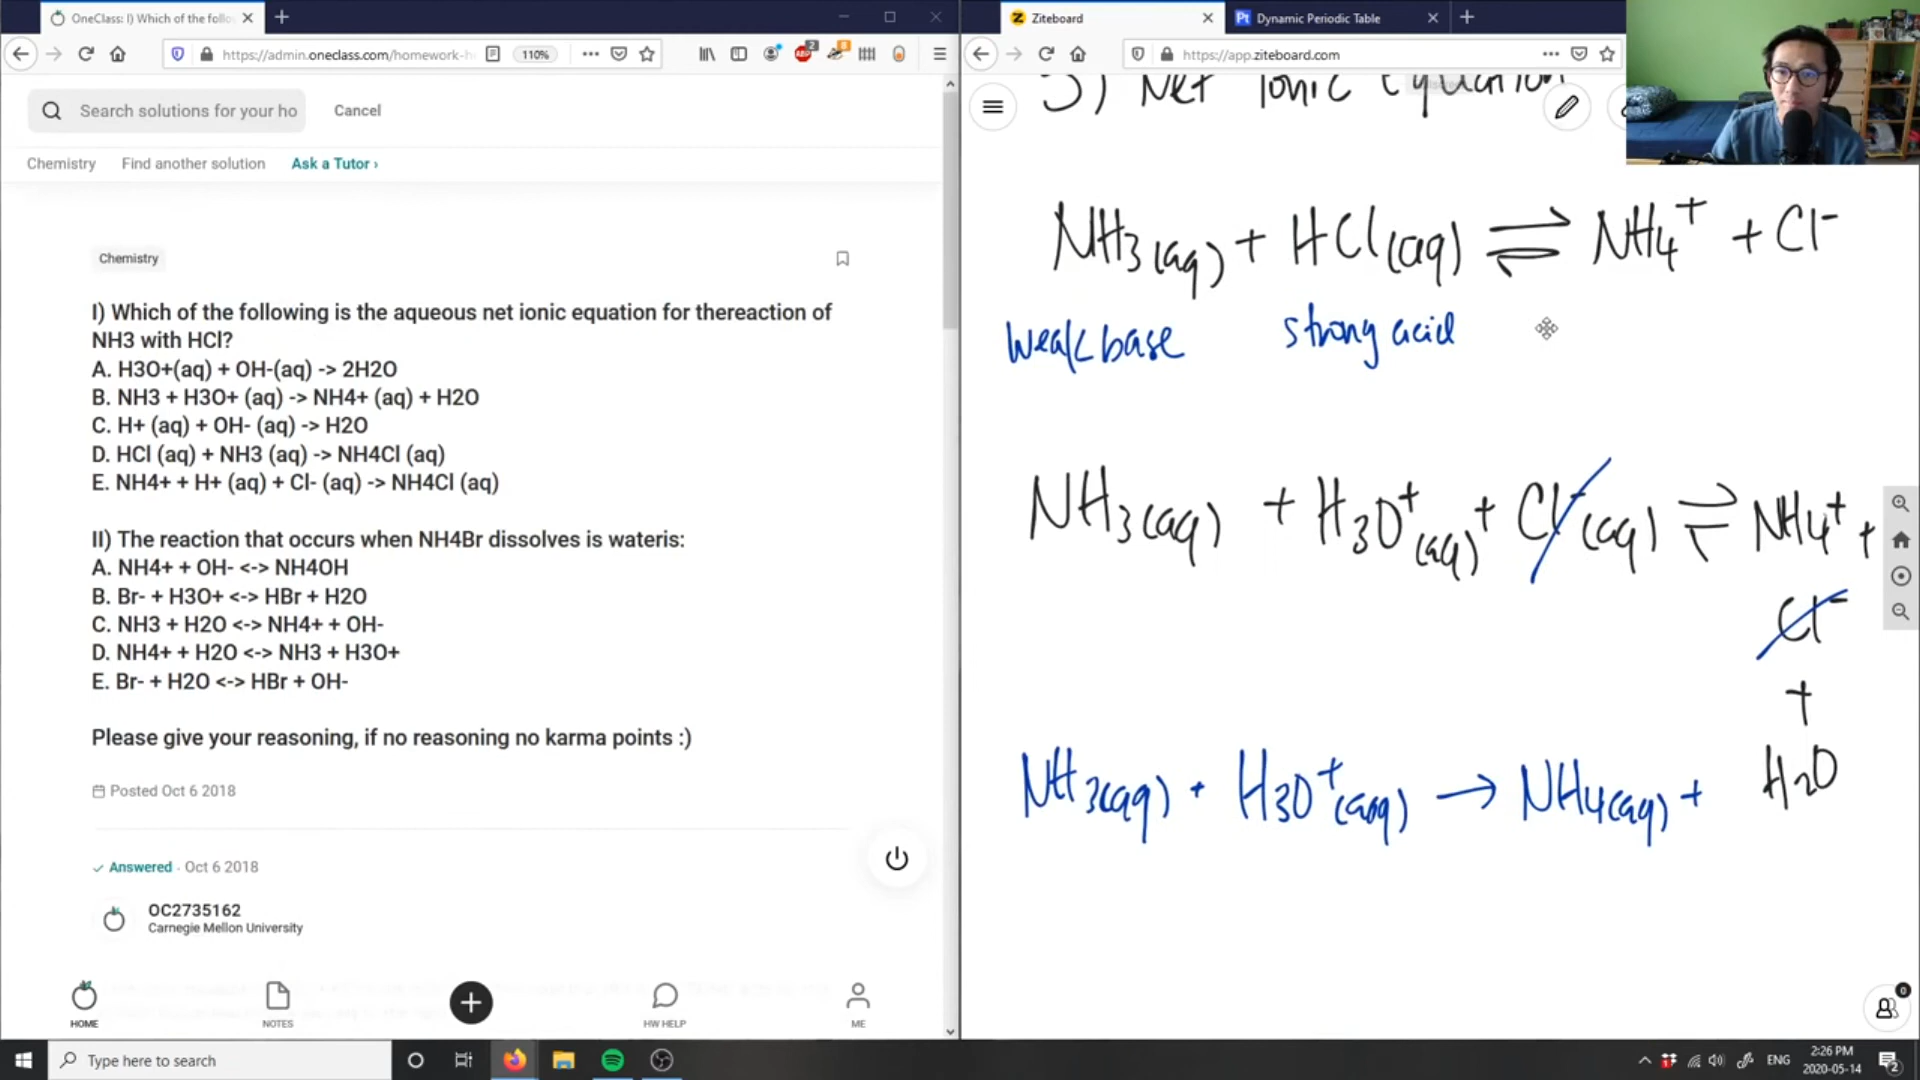 OneClass: I) Which of the follo
https://admin.oneclass.com/homework-h
110%
Search solutions for your ho
Cancel
Chemistry
Find another solution
Ask a Tutor ›
Chemistry
I) Which of the following is the aqueous net ionic equation for thereaction of
NH3 with HCl?
A. H3O+(aq) + OH-(aq) -> 2H2O
B. NH3 + H3O+ (aq) -> NH4+ (aq) + H2O
C. H+ (aq) + OH- (aq) -> H2O
D. HCl (aq) + NH3 (aq) -> NH4Cl (aq)
E. NH4+ + H+ (aq) + Cl- (aq) -> NH4Cl (aq)
II) The reaction that occurs when NH4Br dissolves is wateris:
A. NH4+ + OH- <-> NH4OH
B. Br- + H3O+ <-> HBr + H2O
C. NH3 + H2O <-> NH4+ + OH-
D. NH4+ + H2O <-> NH3 + H3O+
E. Br- + H2O <-> HBr + OH-
Please give your reasoning, if no reasoning no karma points :)
Posted Oct 6 2018
Answered - Oct 6 2018
OC2735162
Carnegie Mellon University
HOME
NOTES
HW HELP
ME
Ziteboard
Pt Dynamic Periodic Table
https://app.ziteboard.com
3) Net Ionic Equation
NH3(aq) + HCl(aq) ⇌ NH4+ + Cl-
weak base strong acid
NH3(aq) + H3O+(aq) + Cl-(aq) ⇌ NH4+ +
Cl-
+
H2O
NH3(aq) + H3O+(aq) → NH4(aq) +
0
Type here to search
ENG
2:26 PM
2020-05-14
2